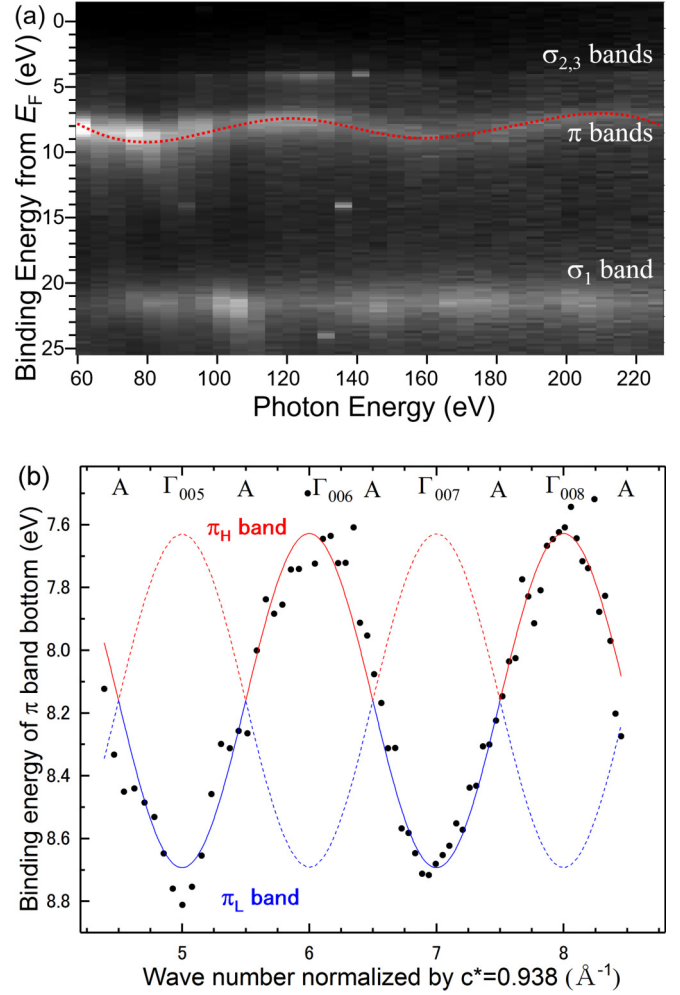 (a)
0
5
10
15
20
25
Binding Energy from E_F (eV)
σ2,3 bands
π bands
σ1 band
60 80 100 120 140 160 180 200 220
Photon Energy (eV)
(b)
A Γ005 A Γ006 A Γ007 A Γ008 A
7.6
7.8
8.0
8.2
8.4
8.6
8.8
Binding energy of π band bottom (eV)
πH band
πL band
5 6 7 8
Wave number normalized by c*=0.938 (Å⁻¹)